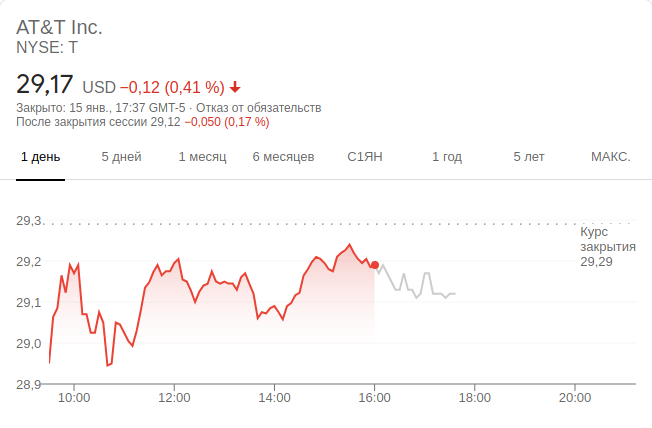 AT&T Inc.
NYSE: T
29,17 USD −0,12 (0,41 %)
Закрыто: 15 янв., 17:37 GMT-5 · Отказ от обязательств
После закрытия сессии 29,12 −0,050 (0,17 %)
1 день 5 дней 1 месяц 6 месяцев С1ЯН 1 год 5 лет МАКС.
29,3
Курс
закрытия
29,29
29,2
29,1
29,0
28,9
10:00 12:00 14:00 16:00 18:00 20:00